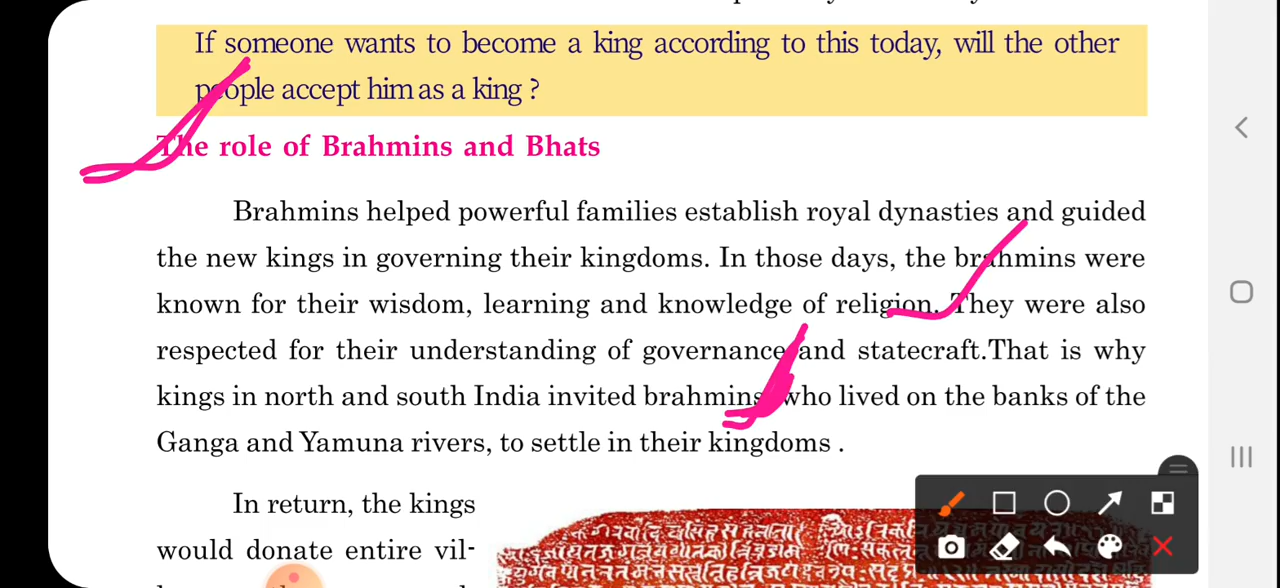 If someone wants to become a king according to this today, will the other
people accept him as a king ?
The role of Brahmins and Bhats
Brahmins helped powerful families establish royal dynasties and guided
the new kings in governing their kingdoms. In those days, the brahmins were
known for their wisdom, learning and knowledge of religion. They were also
respected for their understanding of governance and statecraft.That is why
kings in north and south India invited brahmins, who lived on the banks of the
Ganga and Yamuna rivers, to settle in their kingdoms .
In return, the kings
would donate entire vil-